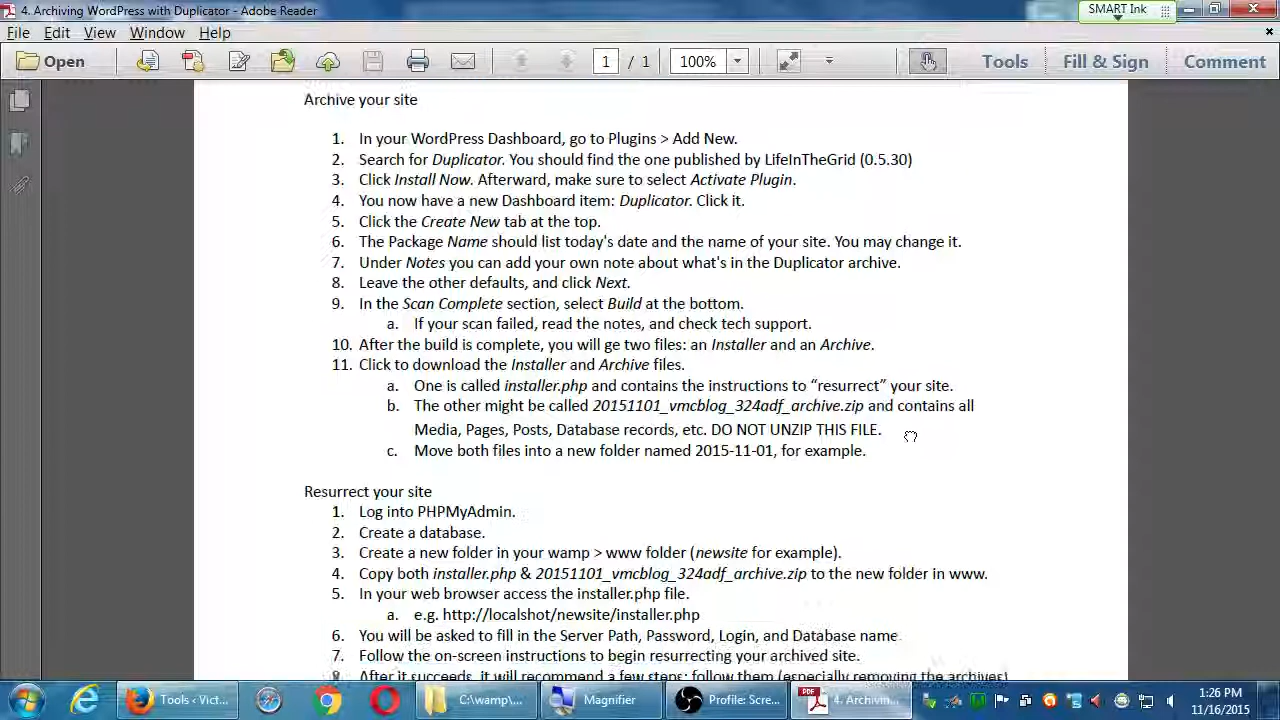 4. Archiving WordPress with Duplicator - Adobe Reader
SMART Ink
File Edit View Window Help
Open
1 / 1
100%
Tools
Fill & Sign
Comment
Archive your site
1. In your WordPress Dashboard, go to Plugins > Add New.
2. Search for Duplicator. You should find the one published by LifeInTheGrid (0.5.30)
3. Click Install Now. Afterward, make sure to select Activate Plugin.
4. You now have a new Dashboard item: Duplicator. Click it.
5. Click the Create New tab at the top.
6. The Package Name should list today's date and the name of your site. You may change it.
7. Under Notes you can add your own note about what's in the Duplicator archive.
8. Leave the other defaults, and click Next.
9. In the Scan Complete section, select Build at the bottom.
a. If your scan failed, read the notes, and check tech support.
10. After the build is complete, you will ge two files: an Installer and an Archive.
11. Click to download the Installer and Archive files.
a. One is called installer.php and contains the instructions to “resurrect” your site.
b. The other might be called 20151101_vmcblog_324adf_archive.zip and contains all
Media, Pages, Posts, Database records, etc. DO NOT UNZIP THIS FILE.
c. Move both files into a new folder named 2015-11-01, for example.
Resurrect your site
1. Log into PHPMyAdmin.
2. Create a database.
3. Create a new folder in your wamp > www folder (newsite for example).
4. Copy both installer.php & 20151101_vmcblog_324adf_archive.zip to the new folder in www.
5. In your web browser access the installer.php file.
a. e.g. http://localshot/newsite/installer.php
6. You will be asked to fill in the Server Path, Password, Login, and Database name
7. Follow the on-screen instructions to begin resurrecting your archived site.
8. After it succeeds, it will recommend a few steps; follow them (especially removing the archives)
Tools ‹ Vict...
C:\wamp\...
Magnifier
Profile: Scre...
4. Archivin...
1:26 PM
11/16/2015